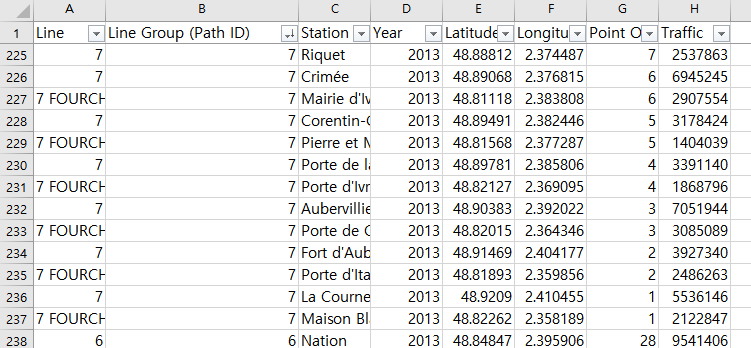 A B C D E F G H
1 Line Line Group (Path ID) Station Year Latitude Longitu Point O Traffic
225 7 7 Riquet 2013 48.88812 2.374487 7 2537863
226 7 7 Crimée 2013 48.89068 2.376815 6 6945245
227 7 FOURCH 7 Mairie d'Iv 2013 48.81118 2.383808 6 2907554
228 7 7 Corentin-C 2013 48.89491 2.382446 5 3178424
229 7 FOURCH 7 Pierre et M 2013 48.81568 2.377287 5 1404039
230 7 7 Porte de la 2013 48.89781 2.385806 4 3391140
231 7 FOURCH 7 Porte d'Ivr 2013 48.82127 2.369095 4 1868796
232 7 7 Aubervillie 2013 48.90383 2.392022 3 7051944
233 7 FOURCH 7 Porte de C 2013 48.82015 2.364346 3 3085089
234 7 7 Fort d'Aub 2013 48.91469 2.404177 2 3927340
235 7 FOURCH 7 Porte d'Ita 2013 48.81893 2.359856 2 2486263
236 7 7 La Courne 2013 48.9209 2.410455 1 5536146
237 7 FOURCH 7 Maison Bl 2013 48.82262 2.358189 1 2122847
238 6 6 Nation 2013 48.84847 2.395906 28 9541406